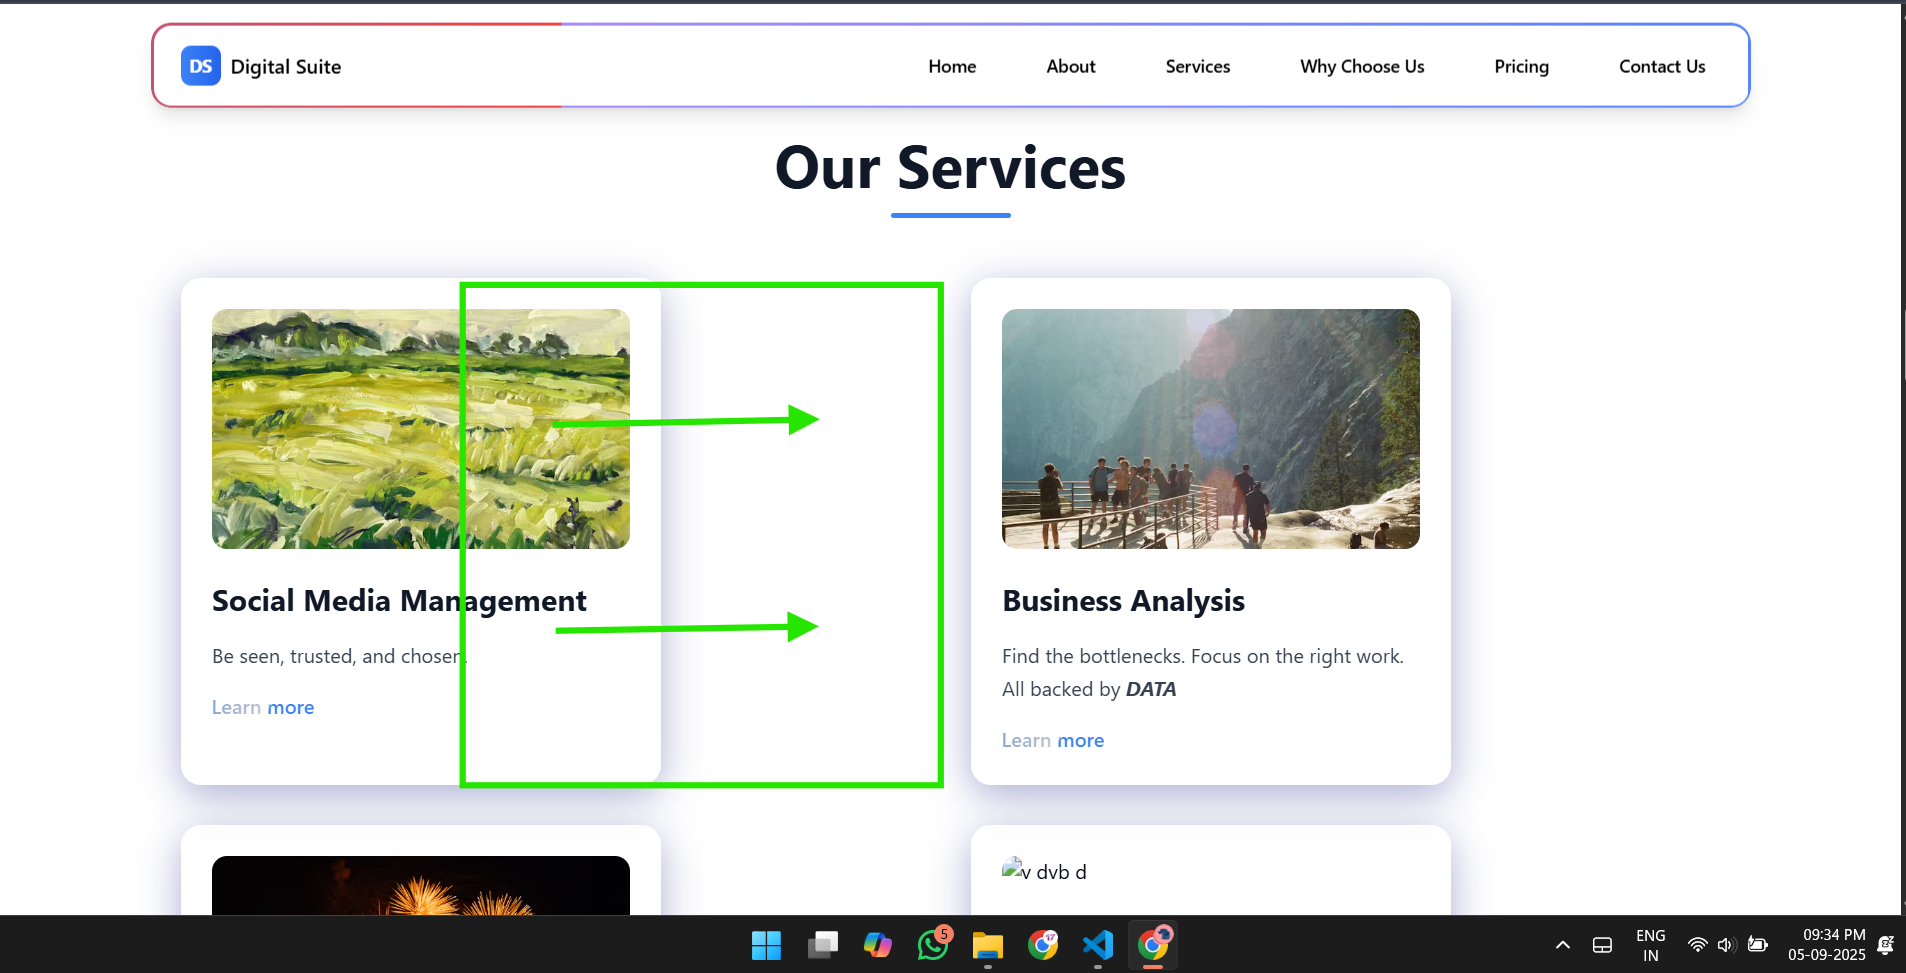 DS Digital Suite Home About Services Why Choose Us Pricing Contact Us
Our Services
Social Media Management
Be seen, trusted, and chosen.
Learn more
Business Analysis
Find the bottlenecks. Focus on the right work.
All backed by DATA
Learn more
v dvb d
5
ENG
IN
09:34 PM
05-09-2025